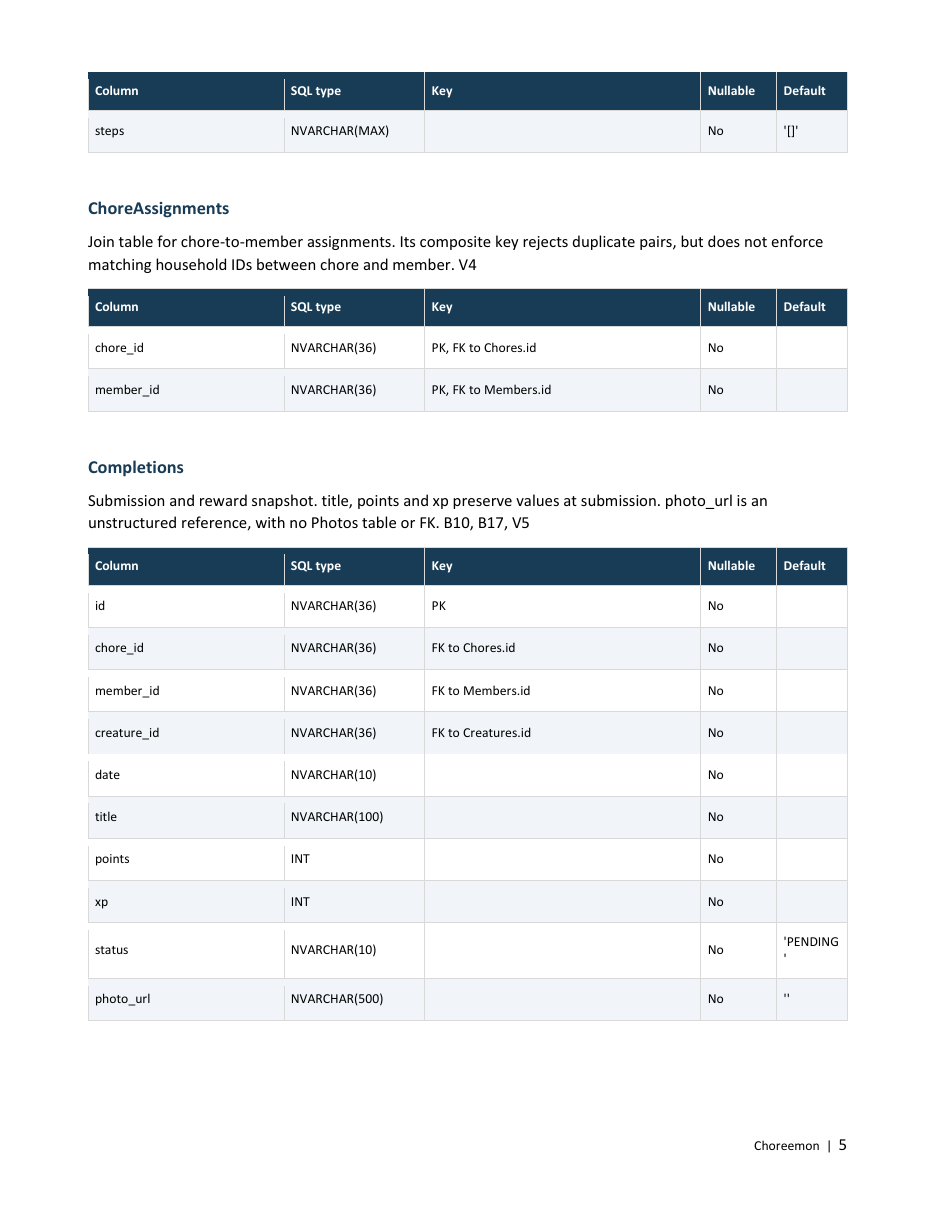 Column SQL type Key Nullable Default
steps NVARCHAR(MAX) No '[]'
ChoreAssignments
Join table for chore-to-member assignments. Its composite key rejects duplicate pairs, but does not enforce
matching household IDs between chore and member. V4
Column SQL type Key Nullable Default
chore_id NVARCHAR(36) PK, FK to Chores.id No
member_id NVARCHAR(36) PK, FK to Members.id No
Completions
Submission and reward snapshot. title, points and xp preserve values at submission. photo_url is an
unstructured reference, with no Photos table or FK. B10, B17, V5
Column SQL type Key Nullable Default
id NVARCHAR(36) PK No
chore_id NVARCHAR(36) FK to Chores.id No
member_id NVARCHAR(36) FK to Members.id No
creature_id NVARCHAR(36) FK to Creatures.id No
date NVARCHAR(10) No
title NVARCHAR(100) No
points INT No
xp INT No
status NVARCHAR(10) No 'PENDING
'
photo_url NVARCHAR(500) No ''
Choreemon | 5